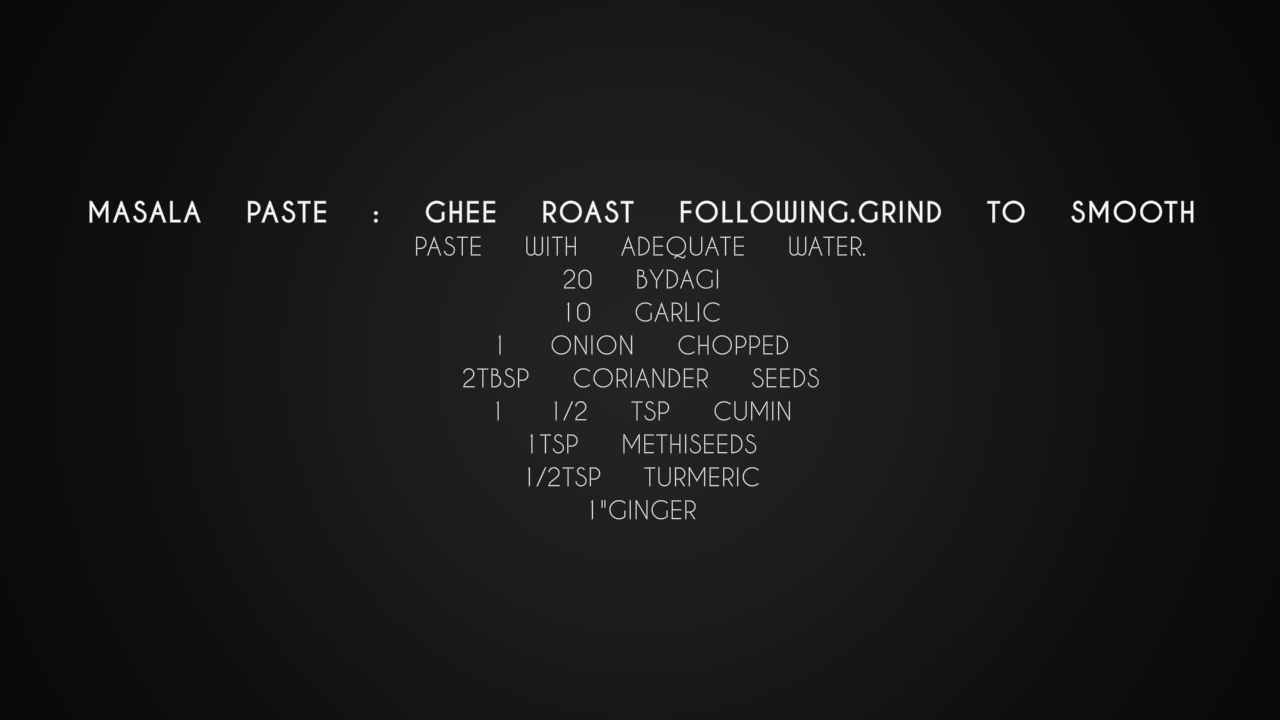 MASALA PASTE : GHEE ROAST FOLLOWING.GRIND TO SMOOTH
PASTE WITH ADEQUATE WATER.
20 BYDAGI
10 GARLIC
1 ONION CHOPPED
2TBSP CORIANDER SEEDS
1 1/2 TSP CUMIN
1TSP METHISEEDS
1/2TSP TURMERIC
1"GINGER